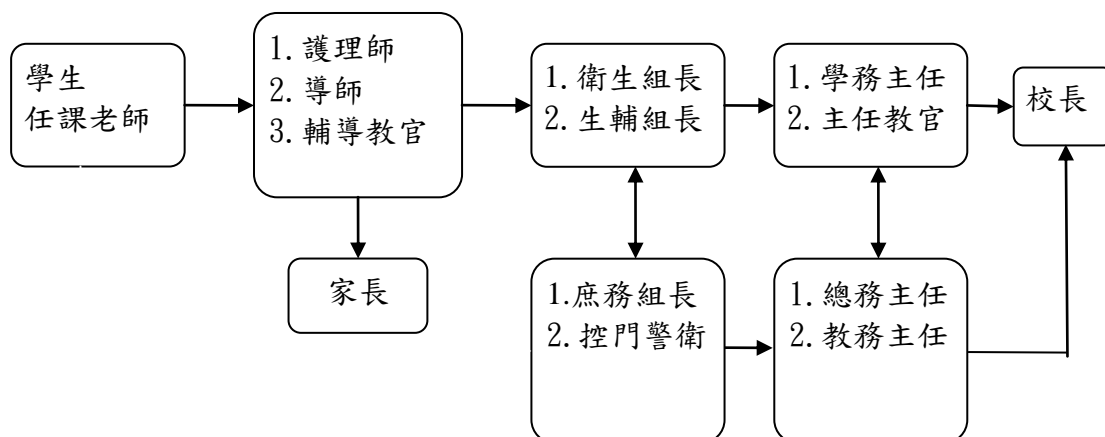 學生
任課老師
1. 護理師
2. 導師
3. 輔導教官
1. 衛生組長
2. 生輔組長
1. 學務主任
2. 主任教官
校長
家長
1.庶務組長
2. 控門警衛
1. 總務主任
2. 教務主任